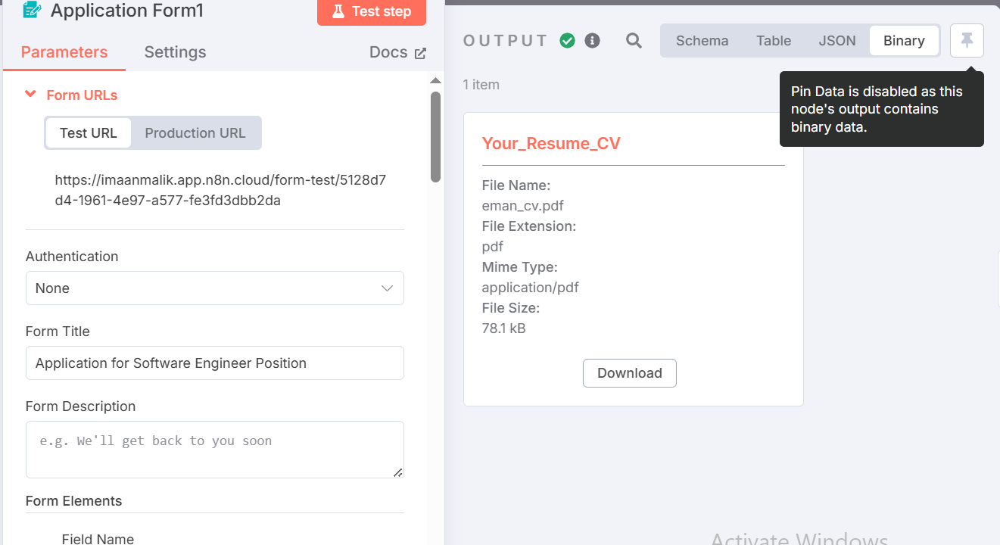 Application Form1
Test step
Parameters
Settings
Docs
Form URLs
Test URL
Production URL
https://imaanmalik.app.n8n.cloud/form-test/5128d7
d4-1961-4e97-a577-fe3fd3dbb2da
Authentication
None
Form Title
Application for Software Engineer Position
Form Description
e.g. We'll get back to you soon
Form Elements
Field Name
OUTPUT
Schema
Table
JSON
Binary
1 item
Pin Data is disabled as this
node's output contains
binary data.
Your_Resume_CV
File Name:
eman_cv.pdf
File Extension:
pdf
Mime Type:
application/pdf
File Size:
78.1 kB
Download
Activate Windows